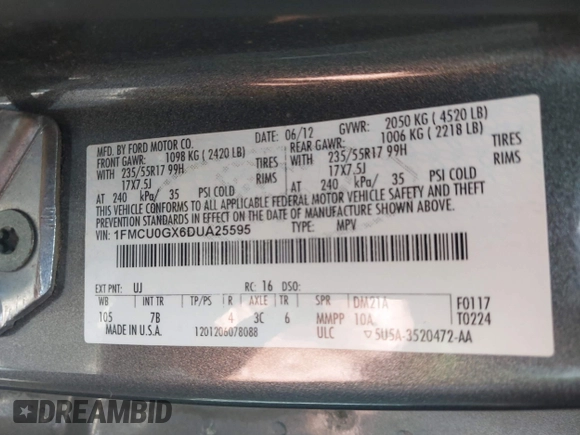 MFD. BY FORD MOTOR CO. DATE: 06/12 GVWR: 2050 KG ( 4520 LB)
FRONT GAWR: 1098 KG ( 2420 LB) REAR GAWR: 1006 KG ( 2218 LB)
WITH 235/55R17 99H TIRES WITH 235/55R17 99H TIRES
17X7.5J RIMS 17X7.5J RIMS
AT 240 kPa/ 35 PSI COLD AT 240 kPa/ 35 PSI COLD
THIS VEHICLE CONFORMS TO ALL APPLICABLE FEDERAL MOTOR VEHICLE SAFETY AND THEFT
PREVENTION STANDARDS IN EFFECT ON THE DATE OF MANUFACTURE SHOWN ABOVE.
VIN: 1FMCU0GX6DUA25595 TYPE: MPV
EXT PNT: UJ RC: 16 DSO:
WB INT TR TP/PS R AXLE TR SPR DM21A F0117
105 7B 4 3C 6 MMPP 10A T0224
MADE IN U.S.A. 1201206078088 ULC ▽5U5A-3520472-AA
DREAMBID